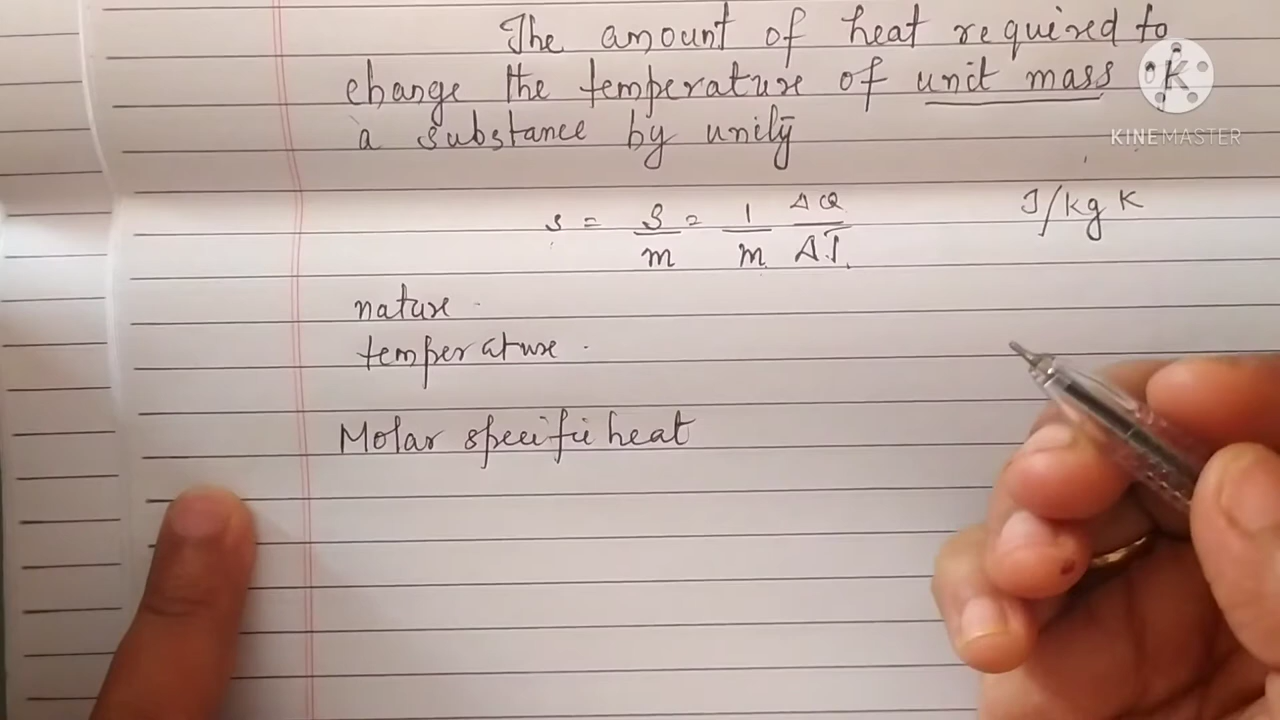 The amount of heat required to
change the temperature of unit mass
a substance by unity
s = S/m = 1/m ΔQ/ΔT.
J/kg K
nature.
temperature.
Molar specific heat
K
KINEMASTER